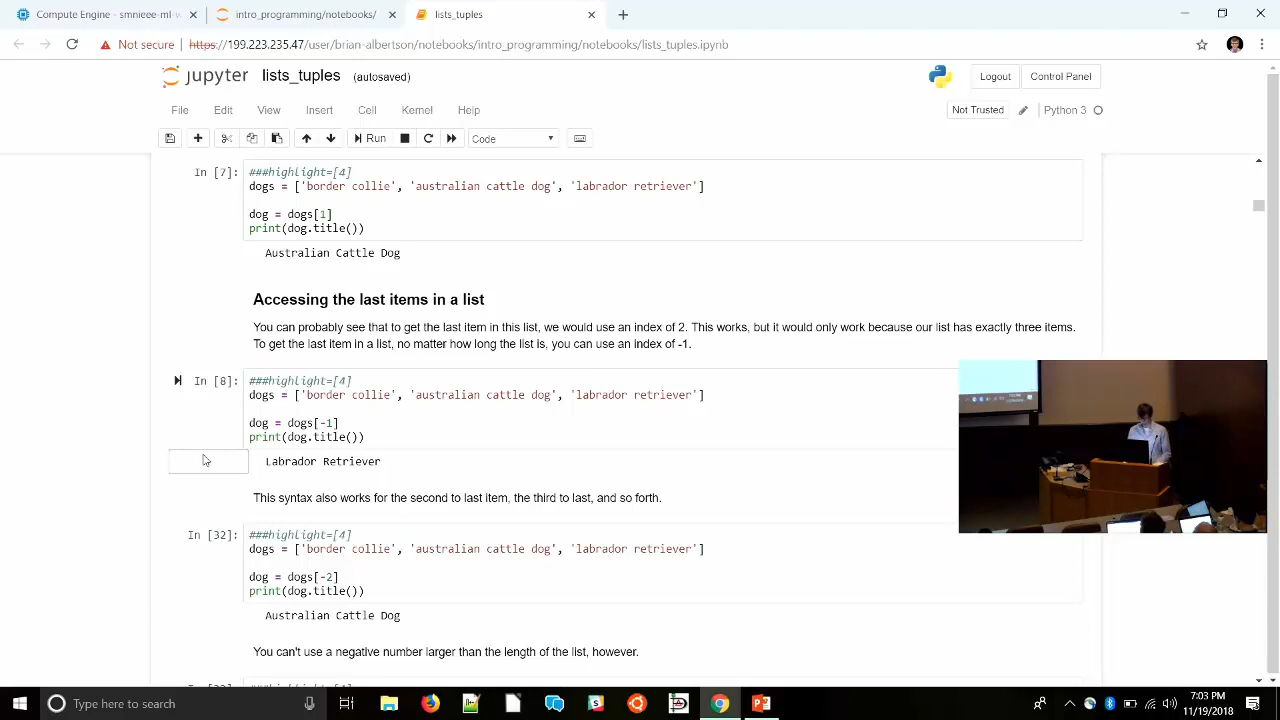 Compute Engine - smnieee-ml-w
intro_programming/notebooks/
lists_tuples
Not secure
https://199.223.235.47/user/brian-albertson/notebooks/intro_programming/notebooks/lists_tuples.ipynb
jupyter lists_tuples (autosaved)
Logout
Control Panel
File Edit View Insert Cell Kernel Help
Not Trusted
Python 3
Run
Code
In [7]:
###highlight=[4]
dogs = ['border collie', 'australian cattle dog', 'labrador retriever']
dog = dogs[1]
print(dog.title())
Australian Cattle Dog
Accessing the last items in a list
You can probably see that to get the last item in this list, we would use an index of 2. This works, but it would only work because our list has exactly three items.
To get the last item in a list, no matter how long the list is, you can use an index of -1.
In [8]:
###highlight=[4]
dogs = ['border collie', 'australian cattle dog', 'labrador retriever']
dog = dogs[-1]
print(dog.title())
Labrador Retriever
This syntax also works for the second to last item, the third to last, and so forth.
In [32]:
###highlight=[4]
dogs = ['border collie', 'australian cattle dog', 'labrador retriever']
dog = dogs[-2]
print(dog.title())
Australian Cattle Dog
You can't use a negative number larger than the length of the list, however.
Type here to search
7:03 PM
11/19/2018